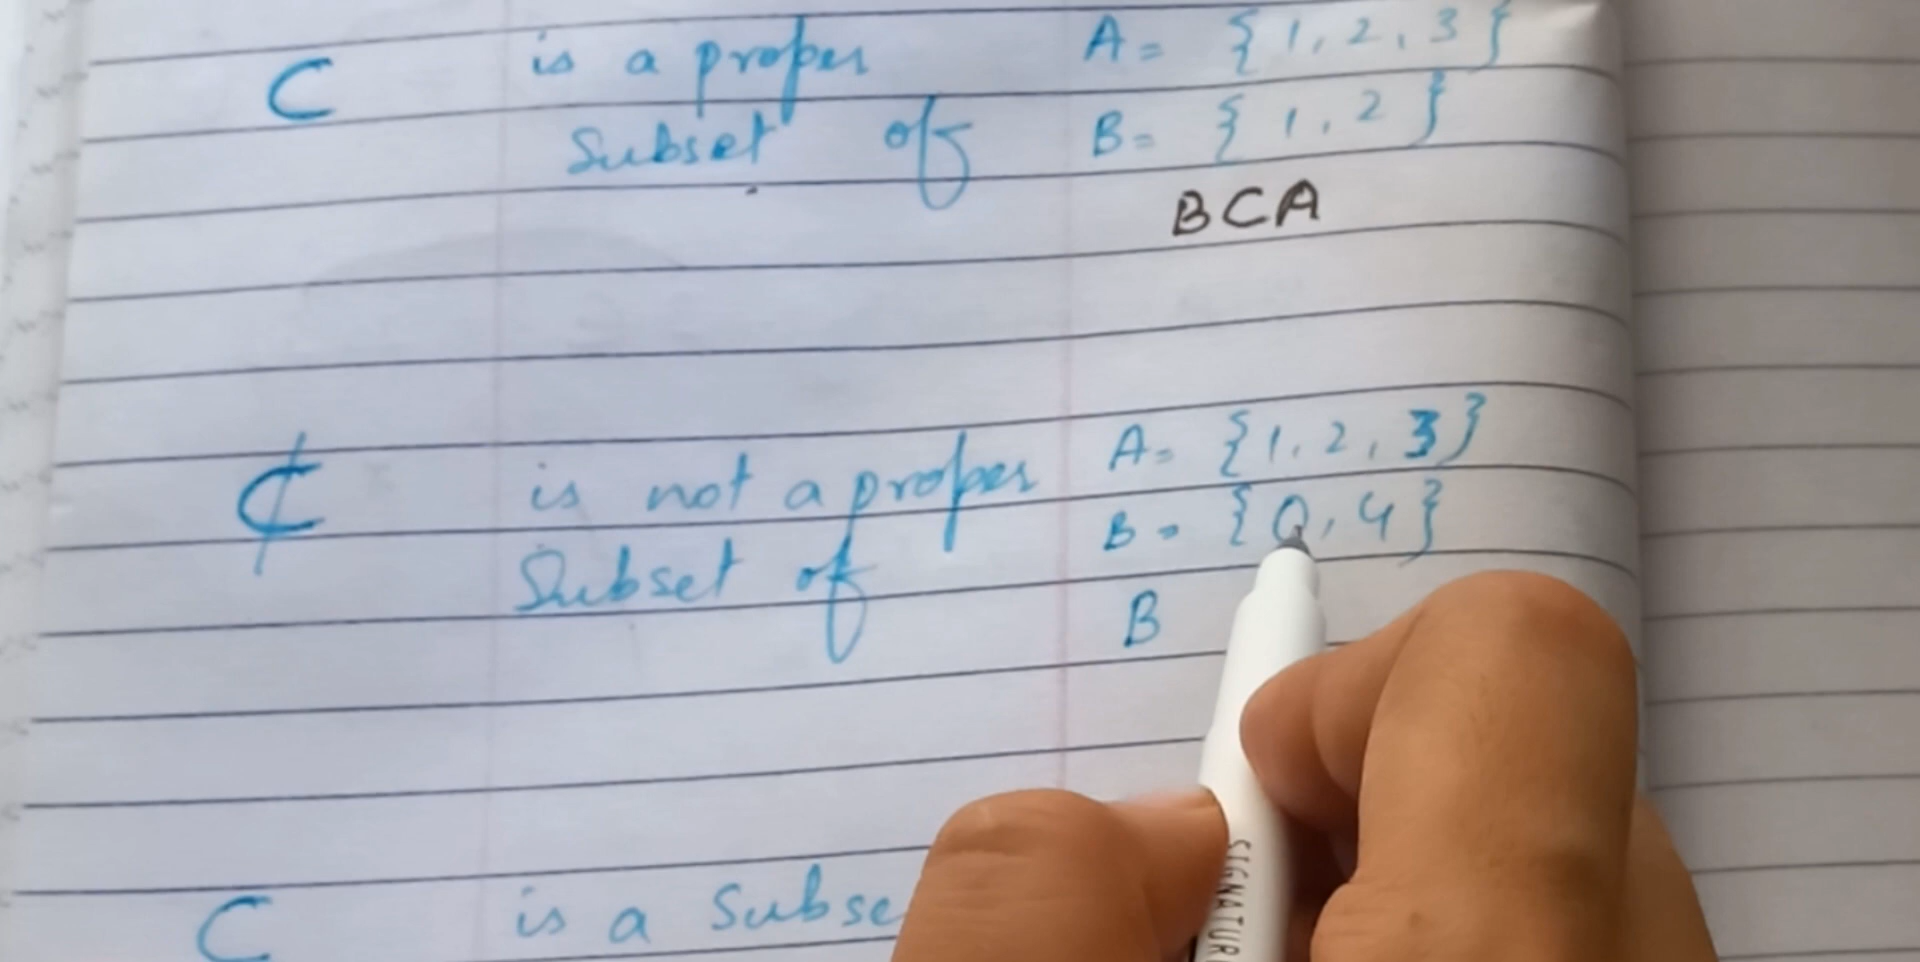 ⊂ is a proper A = {1, 2, 3}
Subset of B = {1, 2}
B⊂A
⊄ is not a proper A = {1, 2, 3}
Subset of B = {0, 4}
B
⊂ is a Subse
SIGNATUR